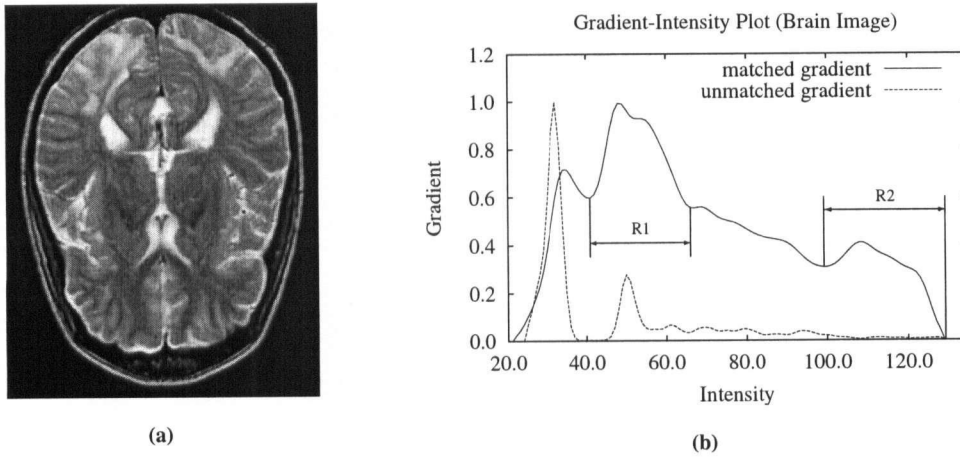 (a)
Gradient-Intensity Plot (Brain Image)
1.2
1.0
0.8
0.6
0.4
0.2
0.0
Gradient
matched gradient
unmatched gradient
R1
R2
20.0 40.0 60.0 80.0 100.0 120.0
Intensity
(b)